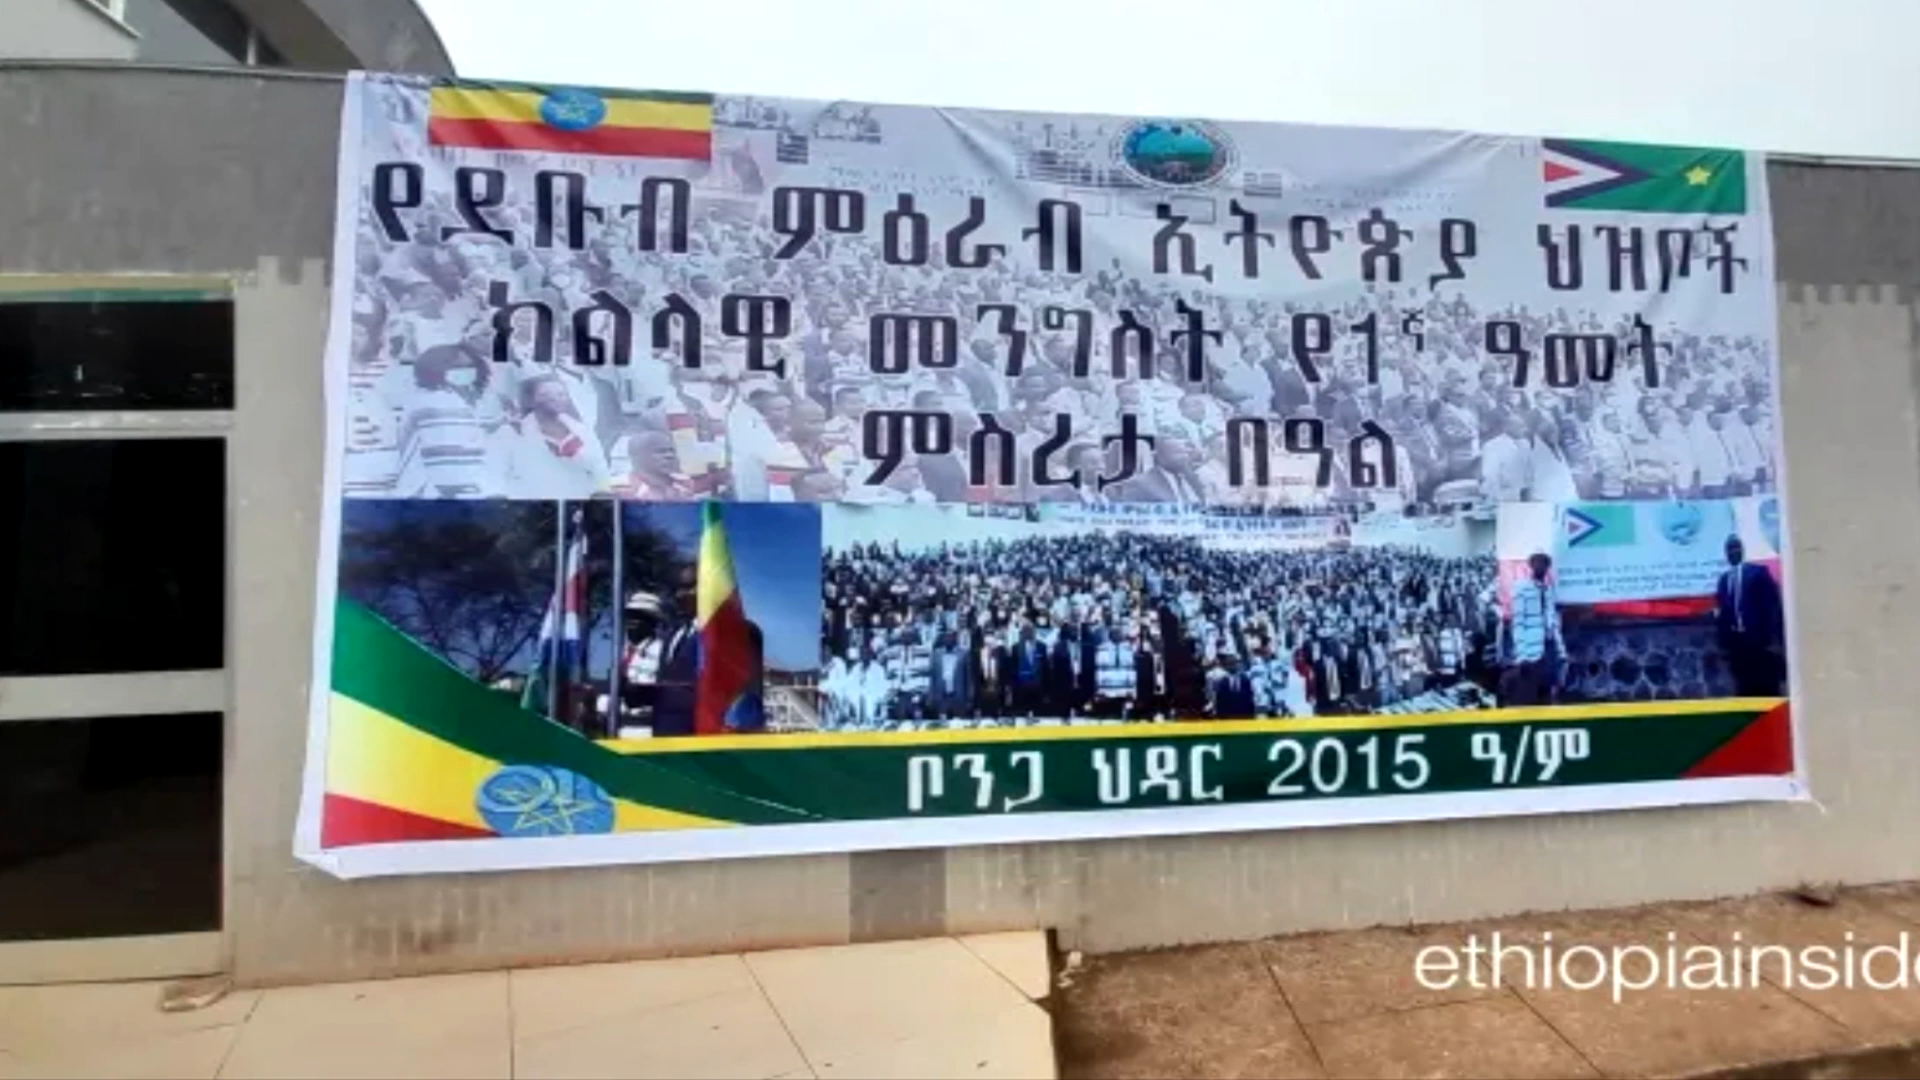 የደቡብ ምዕራብ ኢትዮጵያ ህዝቦች
ክልላዊ መንግስት የ1ኛ ዓመት
ምስረታ በዓል
ቦንጋ ህዳር 2015 ዓ/ም
ethiopiainside